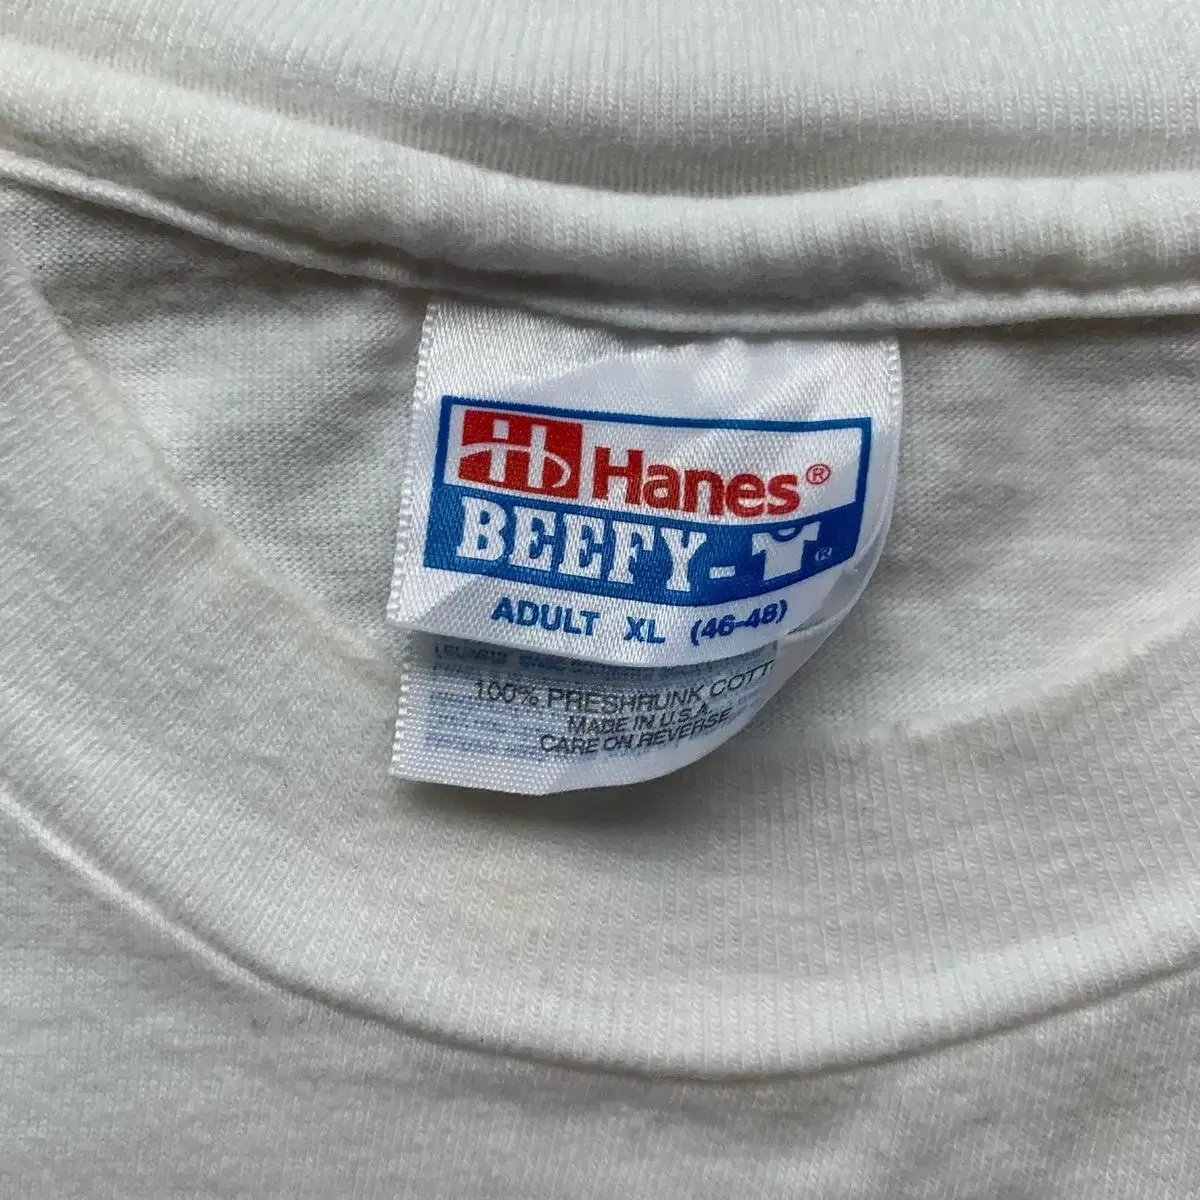 Hanes®
BEEFY-T®
ADULT XL (46-48)
100% PRESHRUNK COTT
MADE IN U.S.A.
CARE ON REVERSE